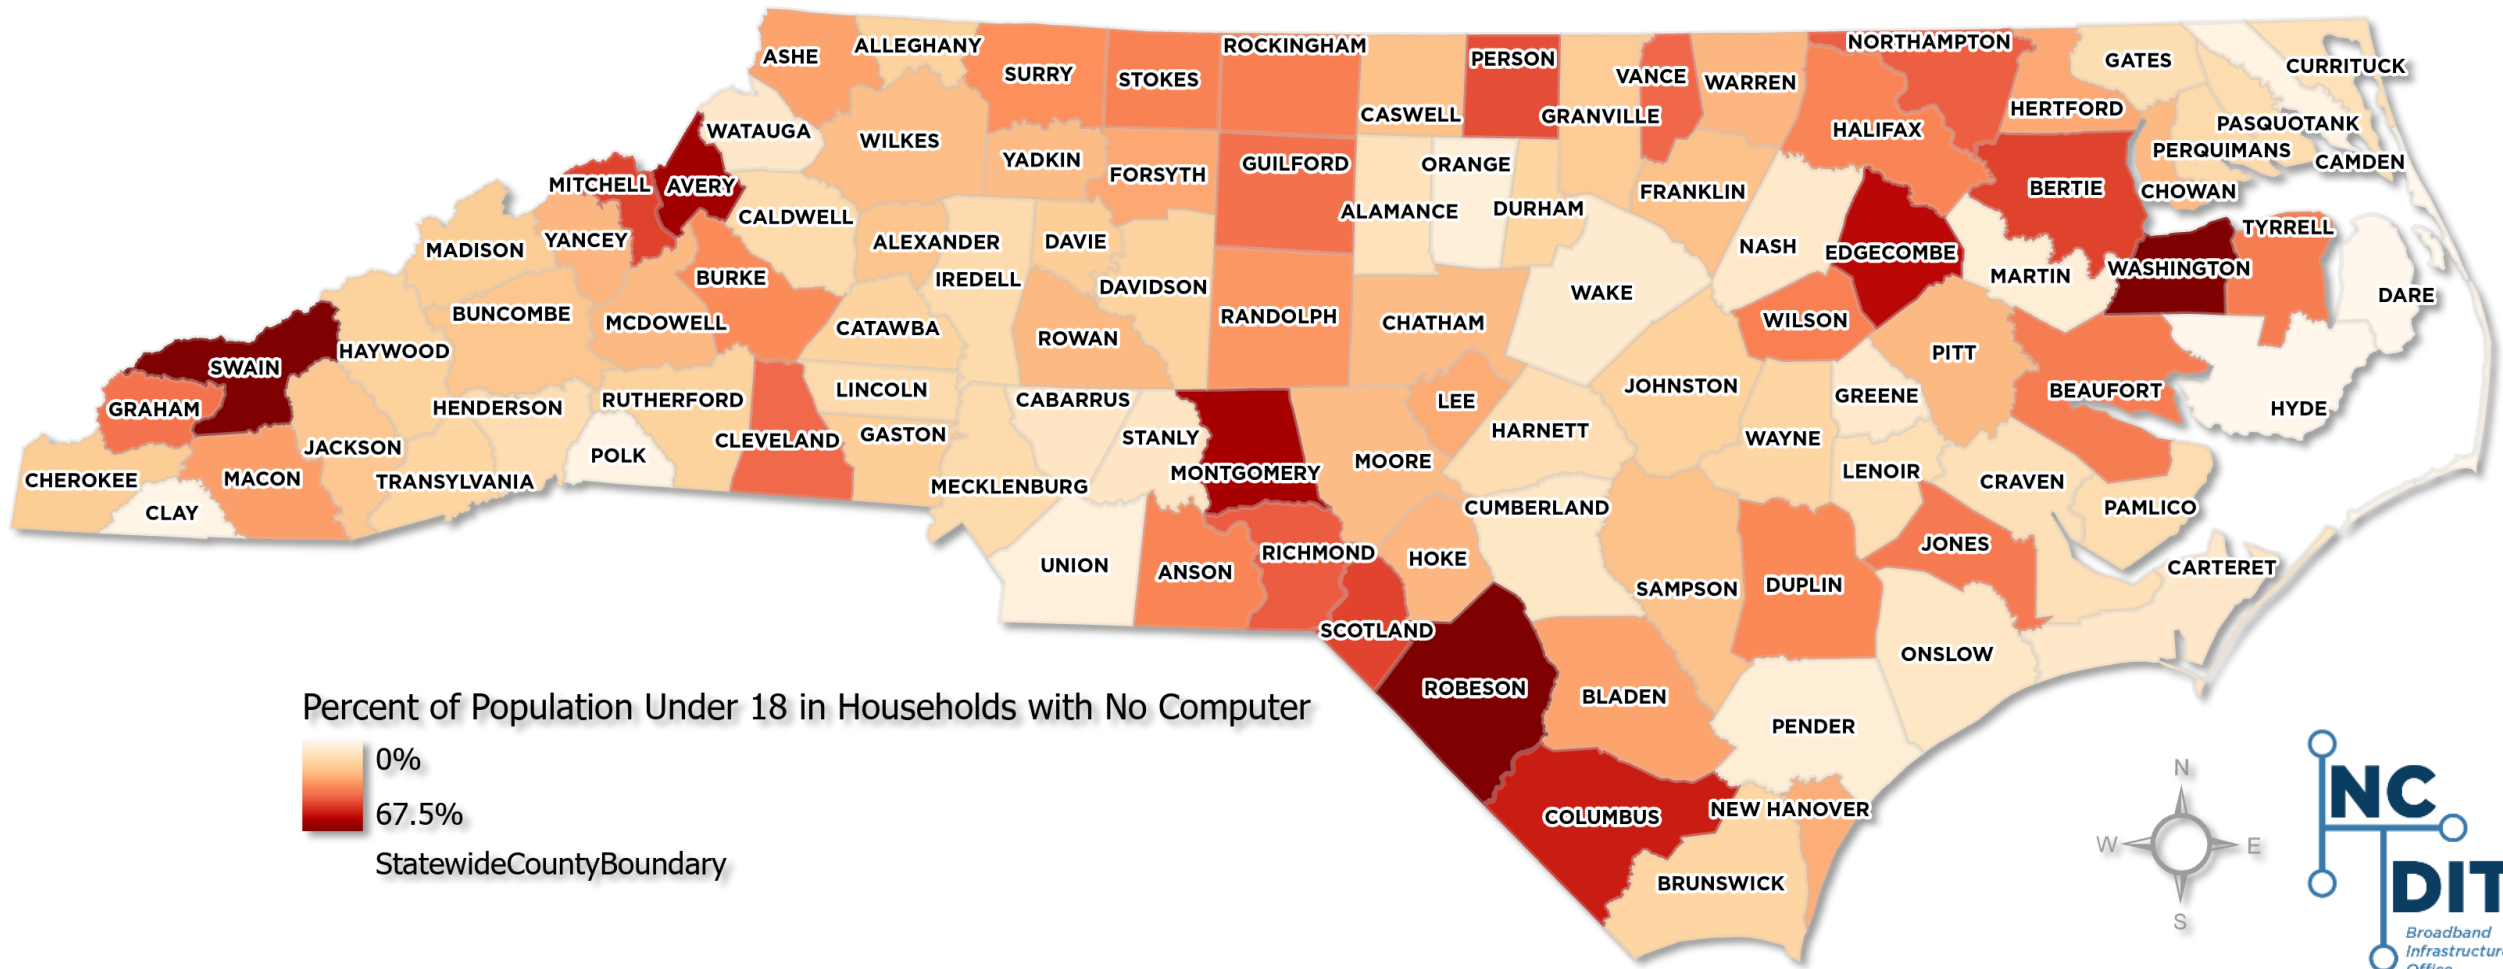 ROCKINGHAM
NORTHAMPTON
ALLEGHANY
ASHE
PERSON
GATES
CURRITUCK
SURRY
STOKES
VANCE
WARREN
HERTFORD
CASWELL
GRANVILLE
PASQUOTANK
WATAUGA
HALIFAX
WILKES
PERQUIMANS
YADKIN
GUILFORD
ORANGE
CAMDEN
FORSYTH
MITCHELL
AVERY
BERTIE
FRANKLIN
CHOWAN
CALDWELL
ALAMANCE
DURHAM
TYRRELL
YANCEY
ALEXANDER
DAVIE
NASH
MADISON
EDGECOMBE
WASHINGTON
BURKE
IREDELL
MARTIN
DAVIDSON
WAKE
DARE
BUNCOMBE
RANDOLPH
MCDOWELL
CHATHAM
WILSON
CATAWBA
ROWAN
HAYWOOD
PITT
SWAIN
LINCOLN
JOHNSTON
BEAUFORT
RUTHERFORD
CABARRUS
LEE
GREENE
GRAHAM
HENDERSON
HYDE
HARNETT
GASTON
STANLY
CLEVELAND
WAYNE
JACKSON
POLK
MOORE
MONTGOMERY
LENOIR
CHEROKEE
MACON
TRANSYLVANIA
CRAVEN
MECKLENBURG
CUMBERLAND
PAMLICO
CLAY
JONES
RICHMOND
HOKE
UNION
CARTERET
ANSON
DUPLIN
SAMPSON
SCOTLAND
ONSLOW
ROBESON
BLADEN
PENDER
NEW HANOVER
COLUMBUS
BRUNSWICK
Percent of Population Under 18 in Households with No Computer
0%
67.5%
StatewideCountyBoundary
N
W
E
S
NC
DIT
Broadband
Infrastructure
Office